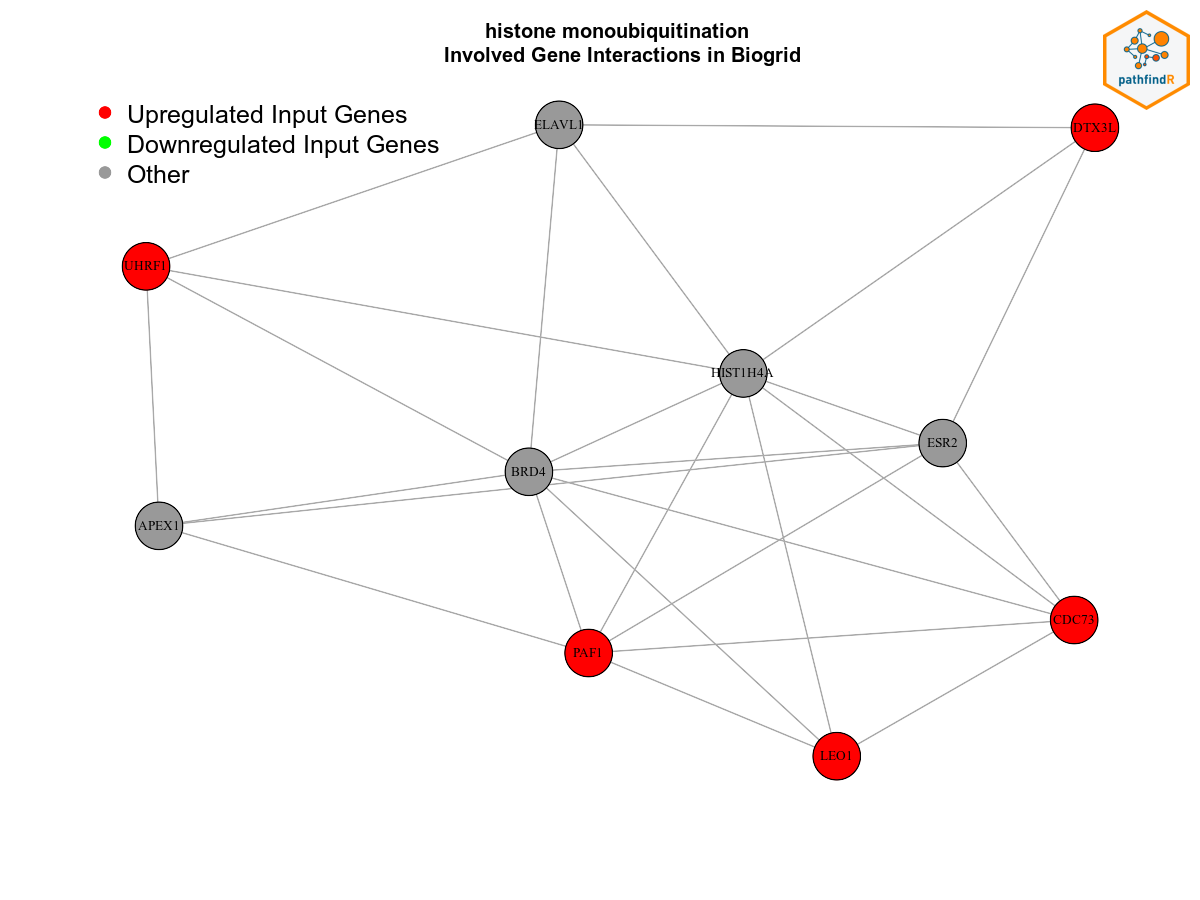 histone monoubiquitination
Involved Gene Interactions in Biogrid
pathfindR
Upregulated Input Genes
Downregulated Input Genes
Other
ELAVL1
DTX3L
UHRF1
HIST1H4A
ESR2
BRD4
APEX1
CDC73
PAF1
LEO1